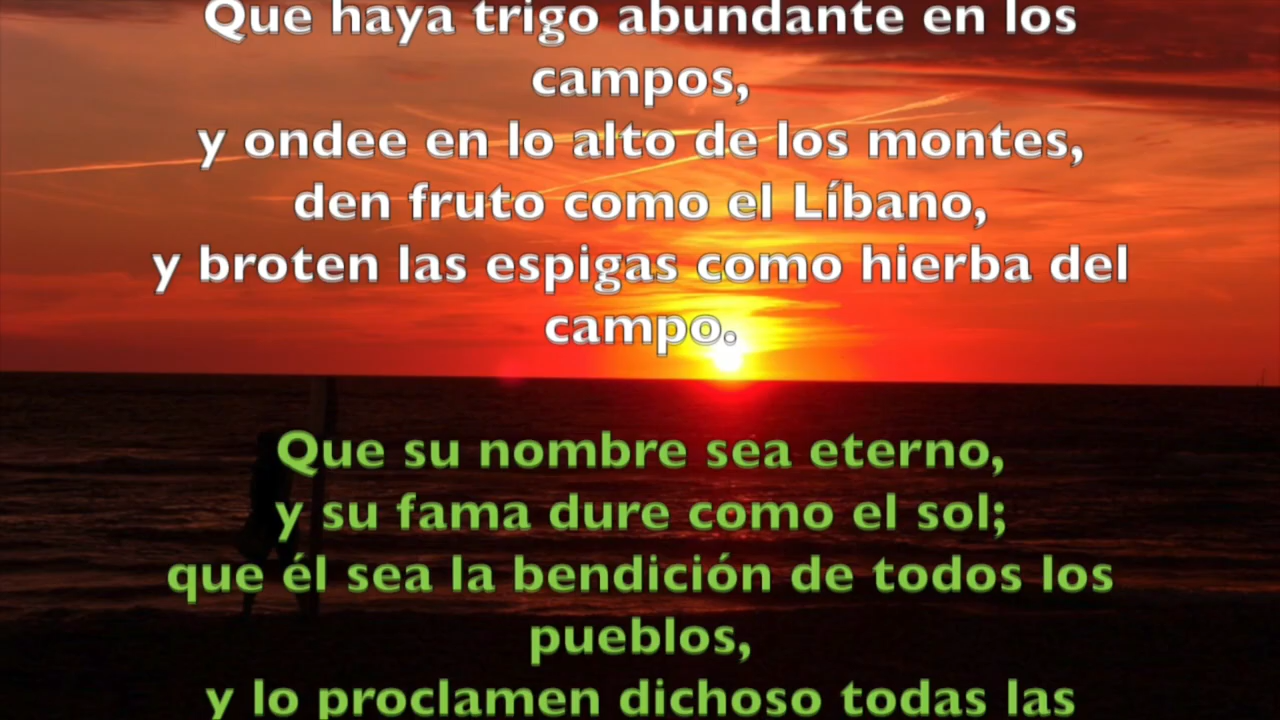 Que haya trigo abundante en los
campos,
y ondee en lo alto de los montes,
den fruto como el Líbano,
y broten las espigas como hierba del
campo.
Que su nombre sea eterno,
y su fama dure como el sol;
que él sea la bendición de todos los
pueblos,
y lo proclamen dichoso todas las